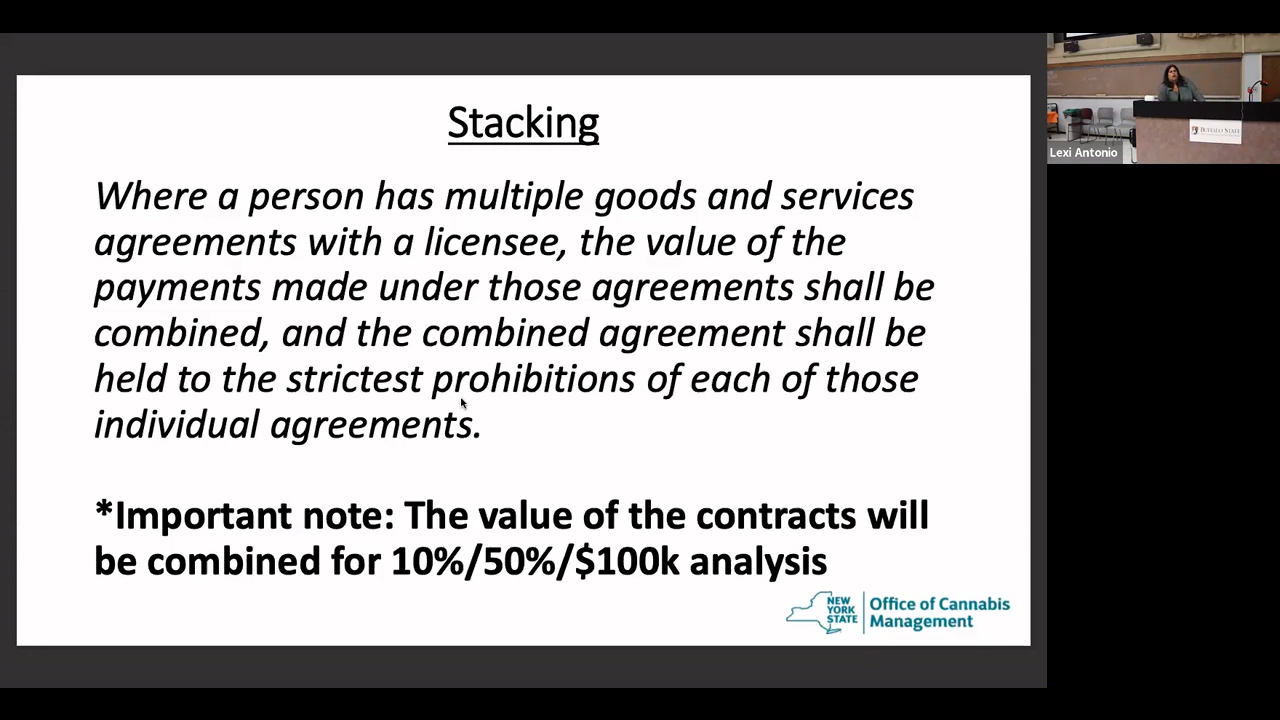 Stacking
Where a person has multiple goods and services
agreements with a licensee, the value of the
payments made under those agreements shall be
combined, and the combined agreement shall be
held to the strictest prohibitions of each of those
individual agreements.
*Important note: The value of the contracts will
be combined for 10%/50%/$100k analysis
NEW
YORK
STATE
Office of Cannabis
Management
Lexi Antonio
BUFFALO STATE